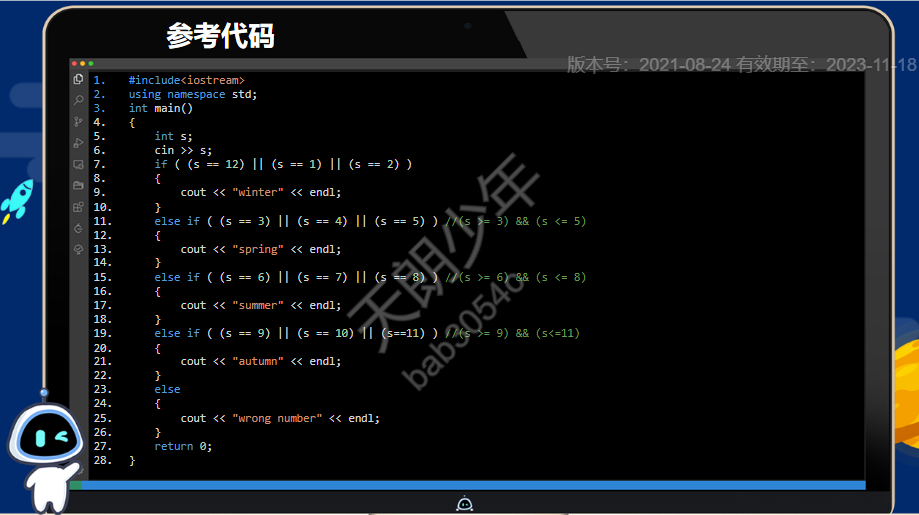 参考代码
版本号：2021-08-24 有效期至：2023-11-18
1. #include<iostream>
2. using namespace std;
3. int main()
4. {
5. int s;
6. cin >> s;
7. if ( (s == 12) || (s == 1) || (s == 2) )
8. {
9. cout << "winter" << endl;
10. }
11. else if ( (s == 3) || (s == 4) || (s == 5) ) //(s >= 3) && (s <= 5)
12. {
13. cout << "spring" << endl;
14. }
15. else if ( (s == 6) || (s == 7) || (s == 8) ) //(s >= 6) && (s <= 8)
16. {
17. cout << "summer" << endl;
18. }
19. else if ( (s == 9) || (s == 10) || (s==11) ) //(s >= 9) && (s<=11)
20. {
21. cout << "autumn" << endl;
22. }
23. else
24. {
25. cout << "wrong number" << endl;
26. }
27. return 0;
28. }
天朗少年
bab3054c